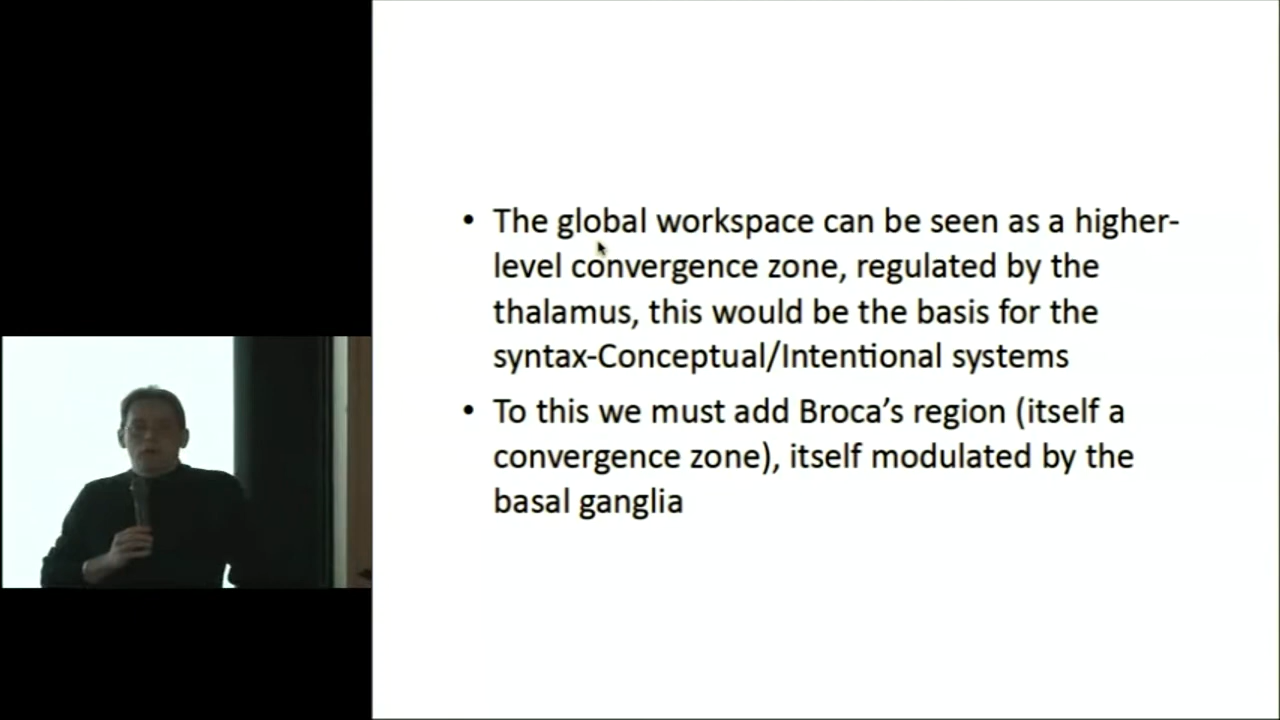 • The global workspace can be seen as a higher-
level convergence zone, regulated by the
thalamus, this would be the basis for the
syntax-Conceptual/Intentional systems
• To this we must add Broca’s region (itself a
convergence zone), itself modulated by the
basal ganglia